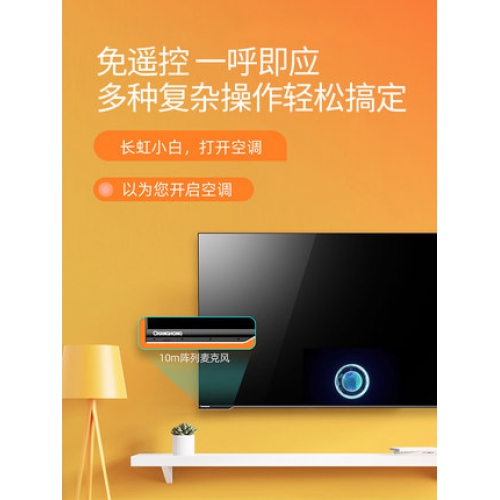 免遥控 一呼即应
多种复杂操作轻松搞定
长虹小白，打开空调
以为您开启空调
CHANGHONG
10m阵列麦克风